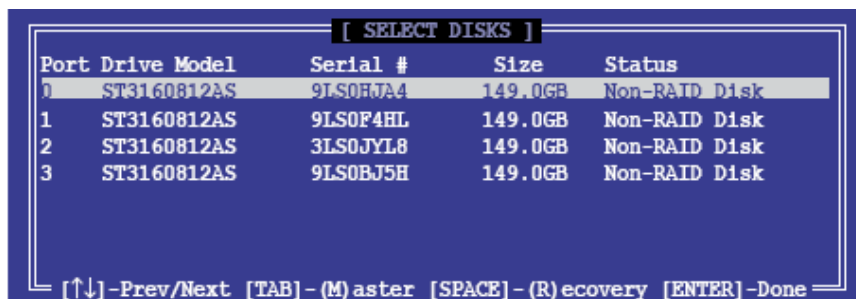 [ SELECT DISKS ]
Port Drive Model Serial # Size Status
0 ST3160812AS 9LS0HJA4 149.0GB Non-RAID Disk
1 ST3160812AS 9LS0F4HL 149.0GB Non-RAID Disk
2 ST3160812AS 3LS0JYL8 149.0GB Non-RAID Disk
3 ST3160812AS 9LS0BJ5H 149.0GB Non-RAID Disk
[↑↓]-Prev/Next [TAB]-(M)aster [SPACE]-(R)ecovery [ENTER]-Done